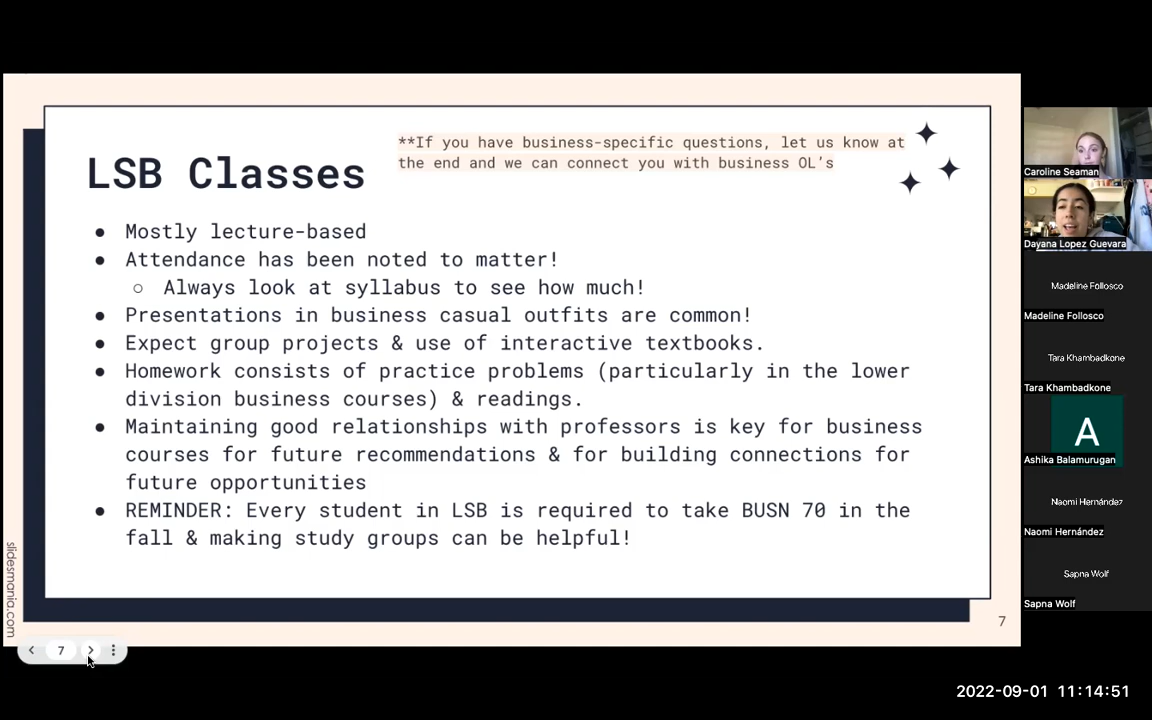 LSB Classes
**If you have business-specific questions, let us know at
the end and we can connect you with business OL's
● Mostly lecture-based
● Attendance has been noted to matter!
○ Always look at syllabus to see how much!
● Presentations in business casual outfits are common!
● Expect group projects & use of interactive textbooks.
● Homework consists of practice problems (particularly in the lower
division business courses) & readings.
● Maintaining good relationships with professors is key for business
courses for future recommendations & for building connections for
future opportunities
● REMINDER: Every student in LSB is required to take BUSN 70 in the
fall & making study groups can be helpful!
slidesmania.com
7
7
Caroline Seaman
Dayana Lopez Guevara
Madeline Follosco
Madeline Follosco
Tara Khambadkone
Tara Khambadkone
A
Ashika Balamurugan
Naomi Hernández
Naomi Hernández
Sapna Wolf
Sapna Wolf
2022-09-01 11:14:51